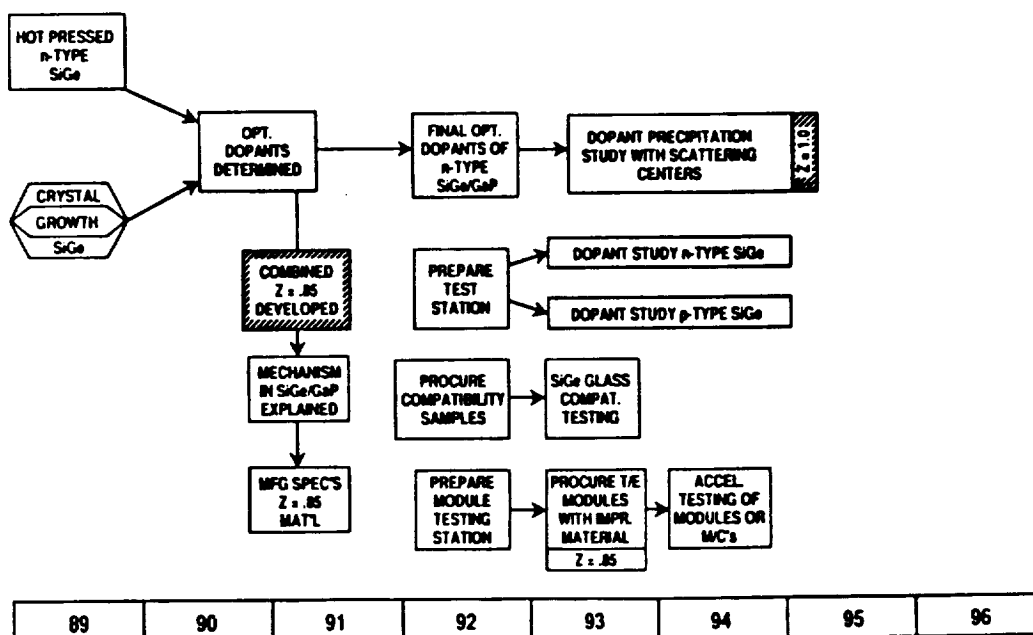 HOT PRESSED
n-TYPE
SiGe
CRYSTAL
GROWTH
SiGe
OPT.
DOPANTS
DETERMINED
FINAL OPT.
DOPANTS OF
n-TYPE
SiGe/GaP
DOPANT PRECIPITATION
STUDY WITH SCATTERING
CENTERS
Z = 1.0
COMBINED
Z = .85
DEVELOPED
PREPARE
TEST
STATION
DOPANT STUDY n-TYPE SiGe
DOPANT STUDY p-TYPE SiGe
MECHANISM
IN SiGe/GaP
EXPLAINED
PROCURE
COMPATIBILITY
SAMPLES
SiGe GLASS
COMPAT.
TESTING
MFG SPEC'S
Z = .85
MAT'L
PREPARE
MODULE
TESTING
STATION
PROCURE T/E
MODULES
WITH IMPR.
MATERIAL
Z = .85
ACCEL.
TESTING OF
MODULES OR
M/C's
89 90 91 92 93 94 95 96